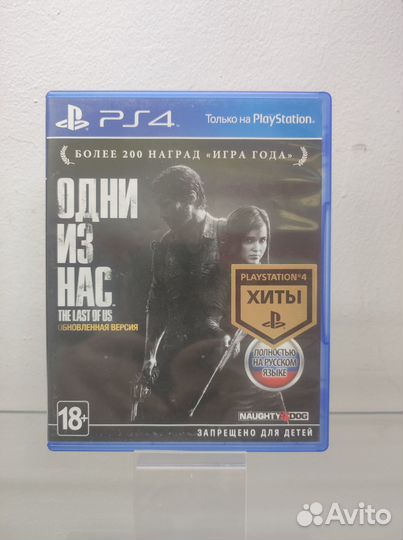 PS4
Только на PlayStation®
БОЛЕЕ 200 НАГРАД «ИГРА ГОДА»
ОДНИ
ИЗ
НАС™
THE LAST OF US
ОБНОВЛЕННАЯ ВЕРСИЯ
PLAYSTATION®4
ХИТЫ
ПОЛНОСТЬЮ
НА РУССКОМ
ЯЗЫКЕ
18+
NAUGHTY DOG
ЗАПРЕЩЕНО ДЛЯ ДЕТЕЙ
Avito